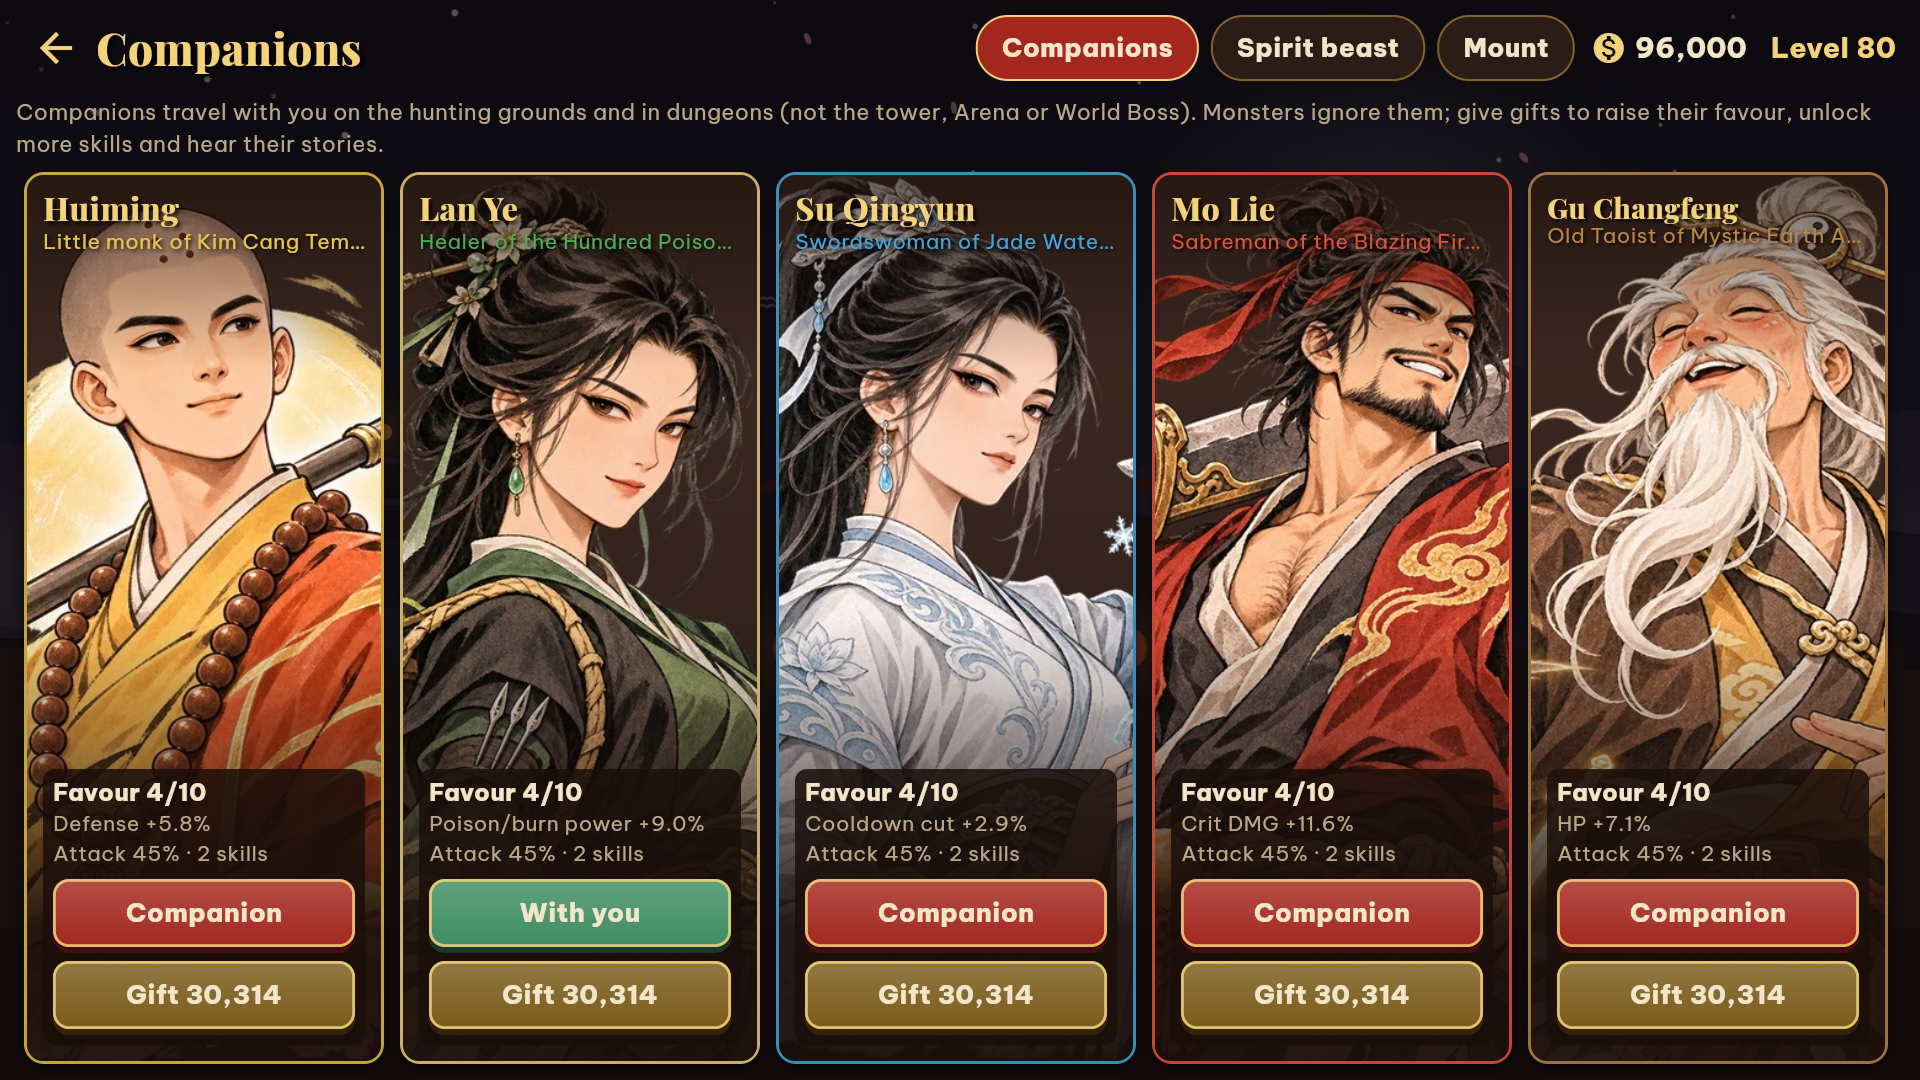 Companions
Companions
Spirit beast
Mount
96,000
Level 80
Companions travel with you on the hunting grounds and in dungeons (not the tower, Arena or World Boss). Monsters ignore them; give gifts to raise their favour, unlock
more skills and hear their stories.
Huiming
Little monk of Kim Cang Tem...
Favour 4/10
Defense +5.8%
Attack 45% · 2 skills
Companion
Gift 30,314
Lan Ye
Healer of the Hundred Poiso...
Favour 4/10
Poison/burn power +9.0%
Attack 45% · 2 skills
With you
Gift 30,314
Su Qingyun
Swordswoman of Jade Wate...
Favour 4/10
Cooldown cut +2.9%
Attack 45% · 2 skills
Companion
Gift 30,314
Mo Lie
Sabreman of the Blazing Fir...
Favour 4/10
Crit DMG +11.6%
Attack 45% · 2 skills
Companion
Gift 30,314
Gu Changfeng
Old Taoist of Mystic Earth A...
Favour 4/10
HP +7.1%
Attack 45% · 2 skills
Companion
Gift 30,314